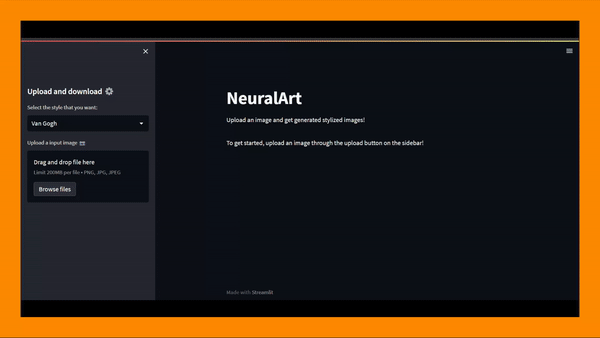 Upload and download
Select the style that you want:
Van Gogh
Upload a input image
Drag and drop file here
Limit 200MB per file • PNG, JPG, JPEG
Browse files
NeuralArt
Upload an image and get generated stylized images!
To get started, upload an image through the upload button on the sidebar!
Made with Streamlit